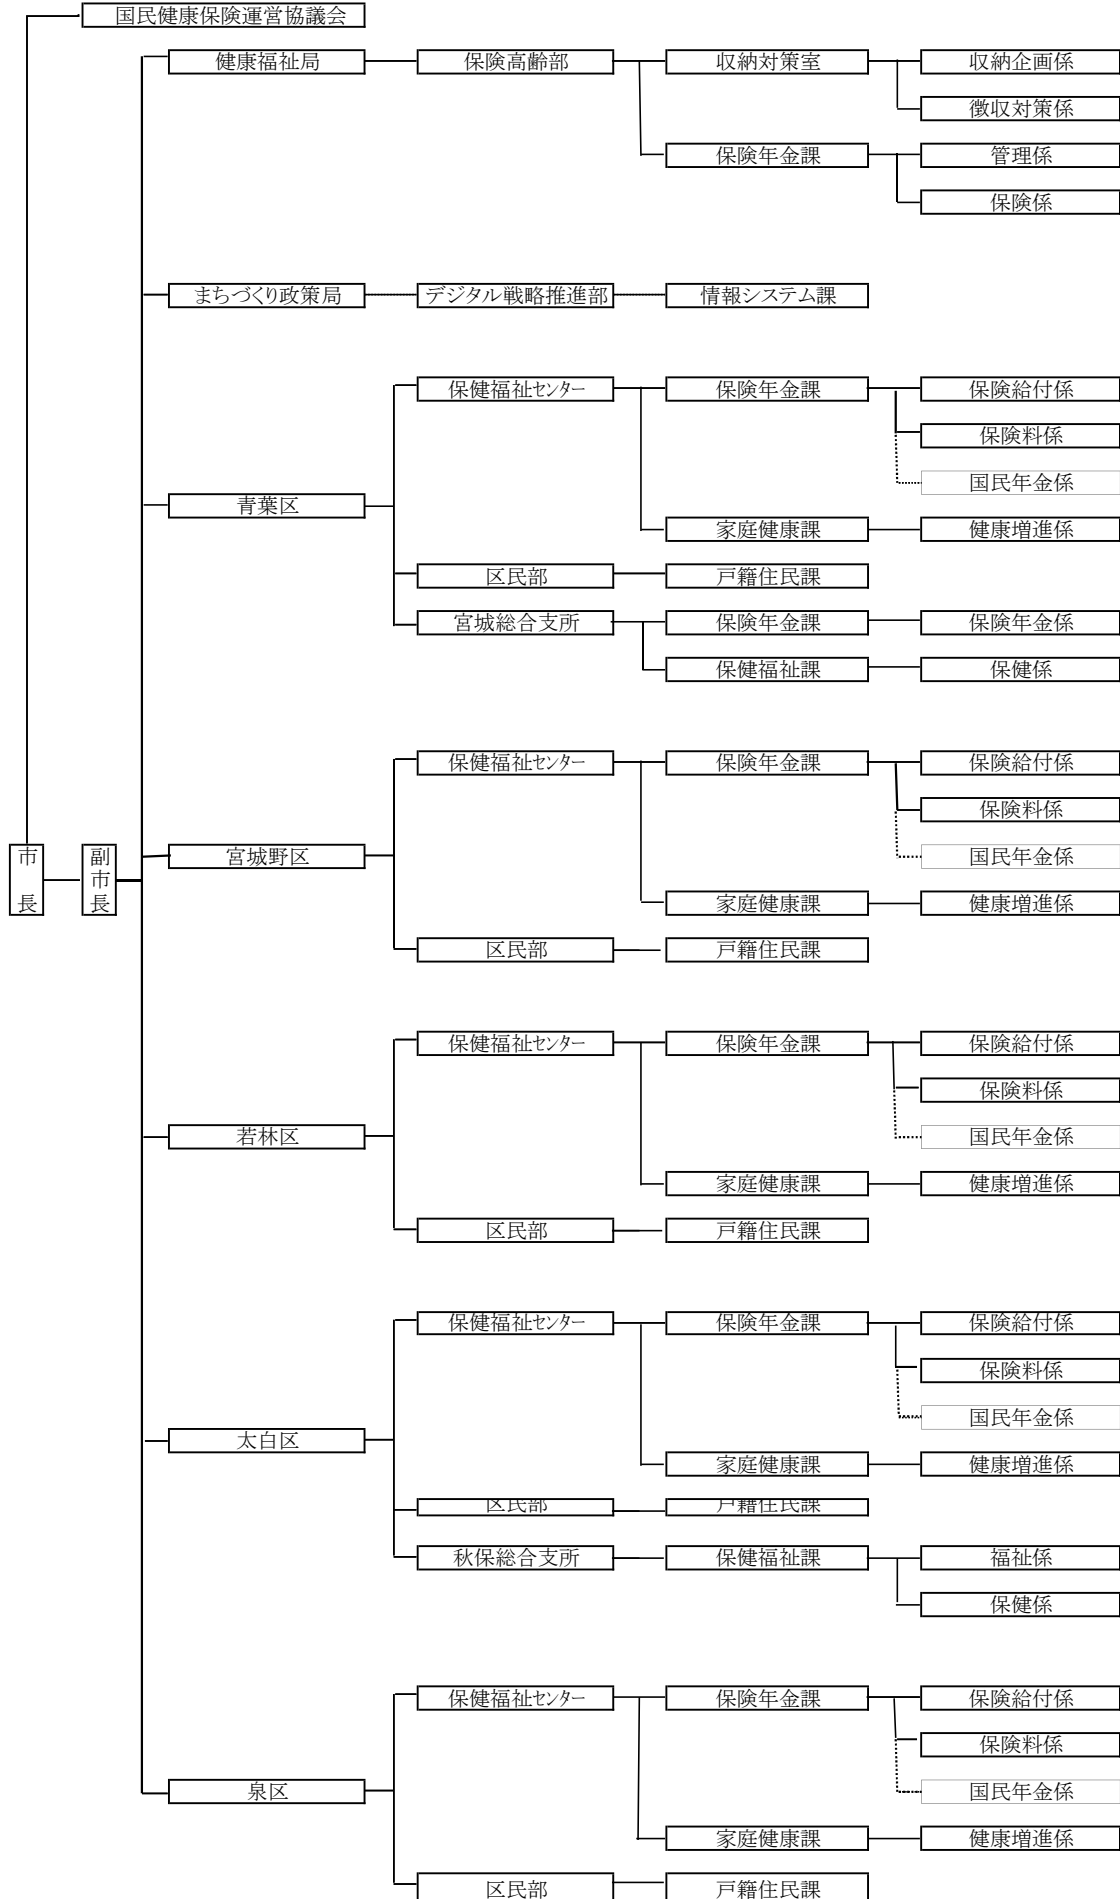 国民健康保険運営協議会
健康福祉局 保険高齢部 収納対策室 収納企画係
徴収対策係
保険年金課 管理係
保険係
まちづくり政策局 デジタル戦略推進部 情報システム課
保健福祉センター 保険年金課 保険給付係
保険料係
国民年金係
青葉区
家庭健康課 健康増進係
区民部 戸籍住民課
宮城総合支所 保険年金課 保険年金係
保健福祉課 保健係
保健福祉センター 保険年金課 保険給付係
保険料係
市長 副市長 宮城野区 国民年金係
家庭健康課 健康増進係
区民部 戸籍住民課
保健福祉センター 保険年金課 保険給付係
保険料係
若林区 国民年金係
家庭健康課 健康増進係
区民部 戸籍住民課
保健福祉センター 保険年金課 保険給付係
保険料係
国民年金係
太白区
家庭健康課 健康増進係
区民部 戸籍住民課
秋保総合支所 保健福祉課 福祉係
保健係
保健福祉センター 保険年金課 保険給付係
保険料係
泉区 国民年金係
家庭健康課 健康増進係
区民部 戸籍住民課